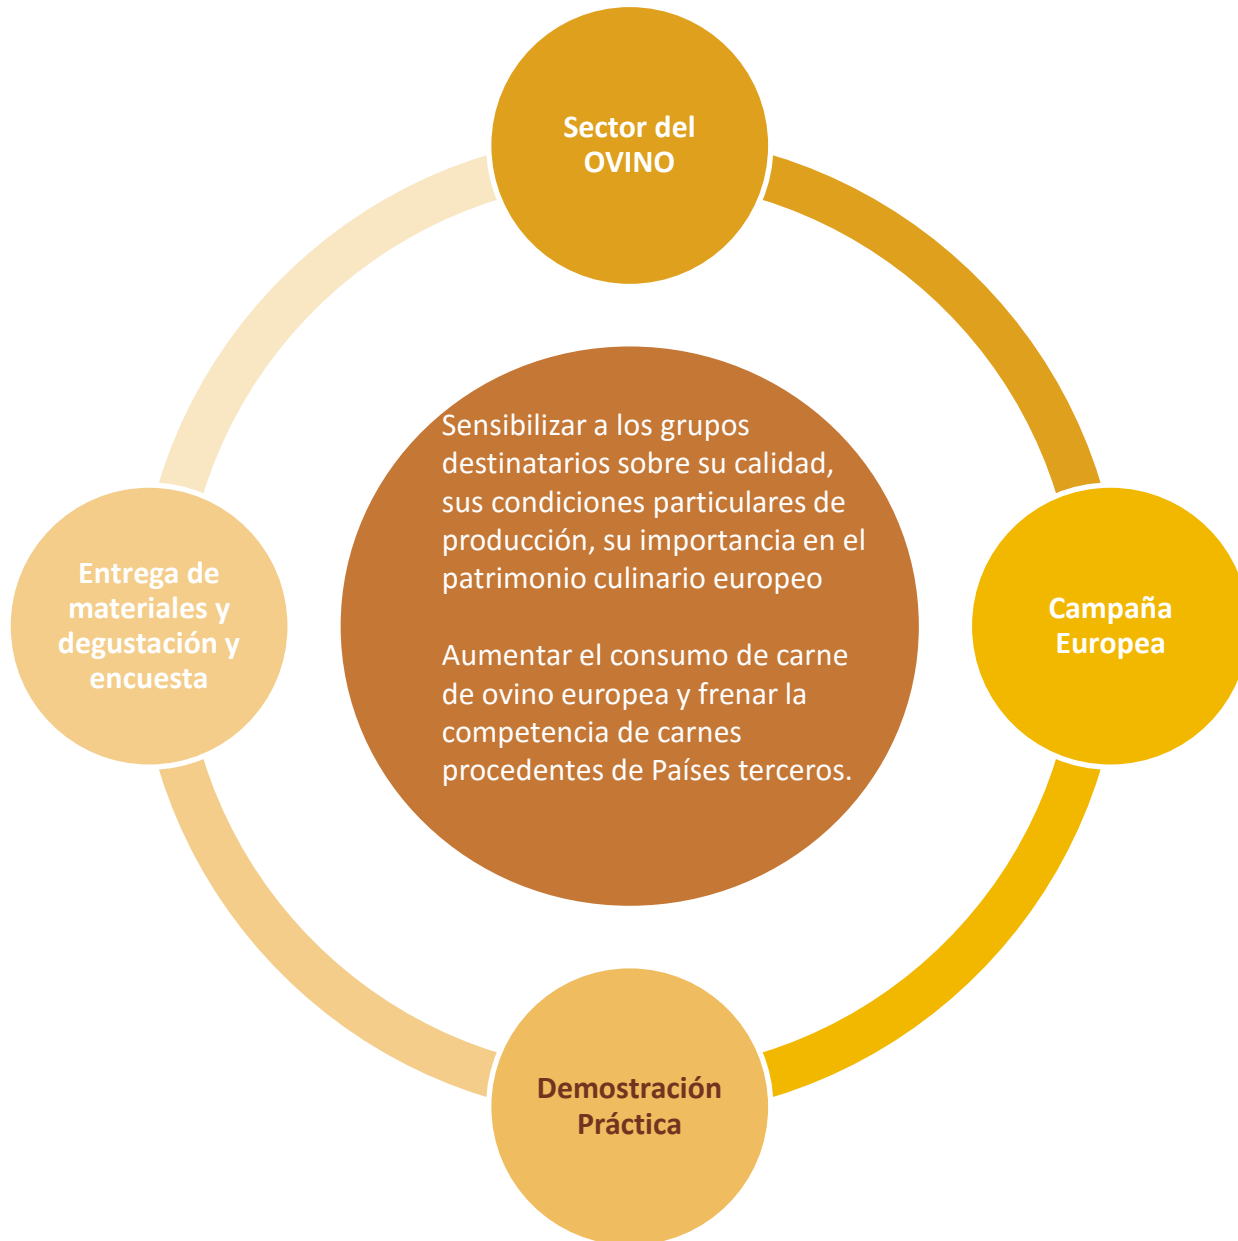 Sector del
OVINO
Sensibilizar a los grupos
destinatarios sobre su calidad,
sus condiciones particulares de
producción, su importancia en el
patrimonio culinario europeo
Aumentar el consumo de carne
de ovino europea y frenar la
competencia de carnes
procedentes de Países terceros.
Campaña
Europea
Demostración
Práctica
Entrega de
materiales y
degustación y
encuesta